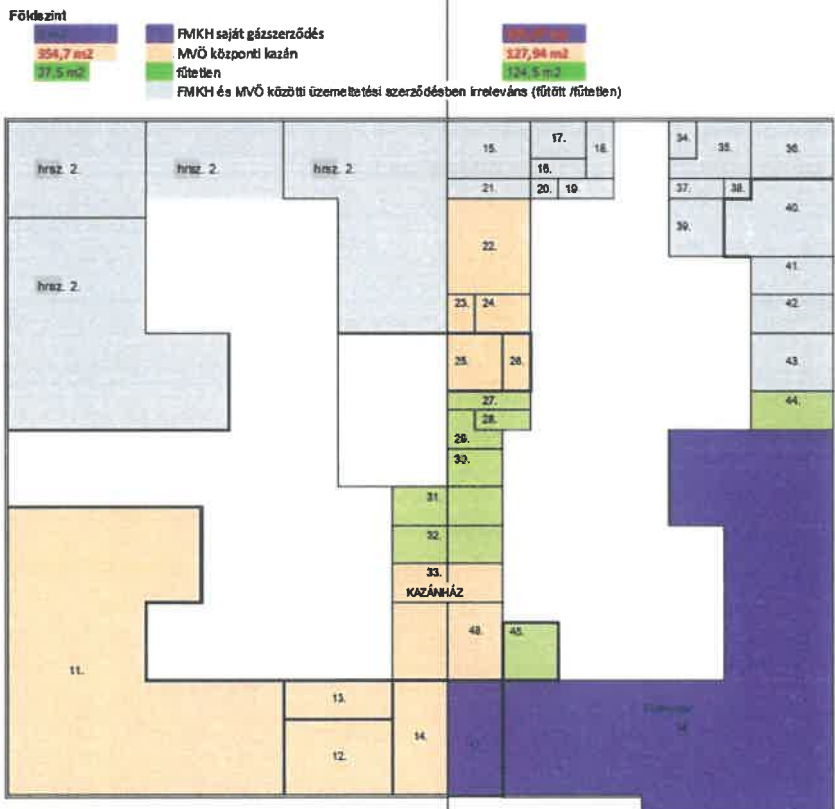 Földszint
FMKH saját gázszerződés
354,7 m2 MVÖ központi kazán 127,94 m2
37,5 m2 fűtetlen 124,5 m2
FMKH és MVÖ közötti üzemeltetési szerződésben irreleváns (fűtött /fűtetlen)
hrsz. 2. hrsz. 2. hrsz. 2. 15. 17. 18. 34. 35. 36.
16.
21. 20. 19. 37. 38. 40.
22. 39.
41.
hrsz. 2. 23. 24. 42.
25. 26. 43.
27. 44.
28.
29.
30.
31.
32.
33.
KAZÁNHÁZ
48. 45.
11. 13.
12. 14.